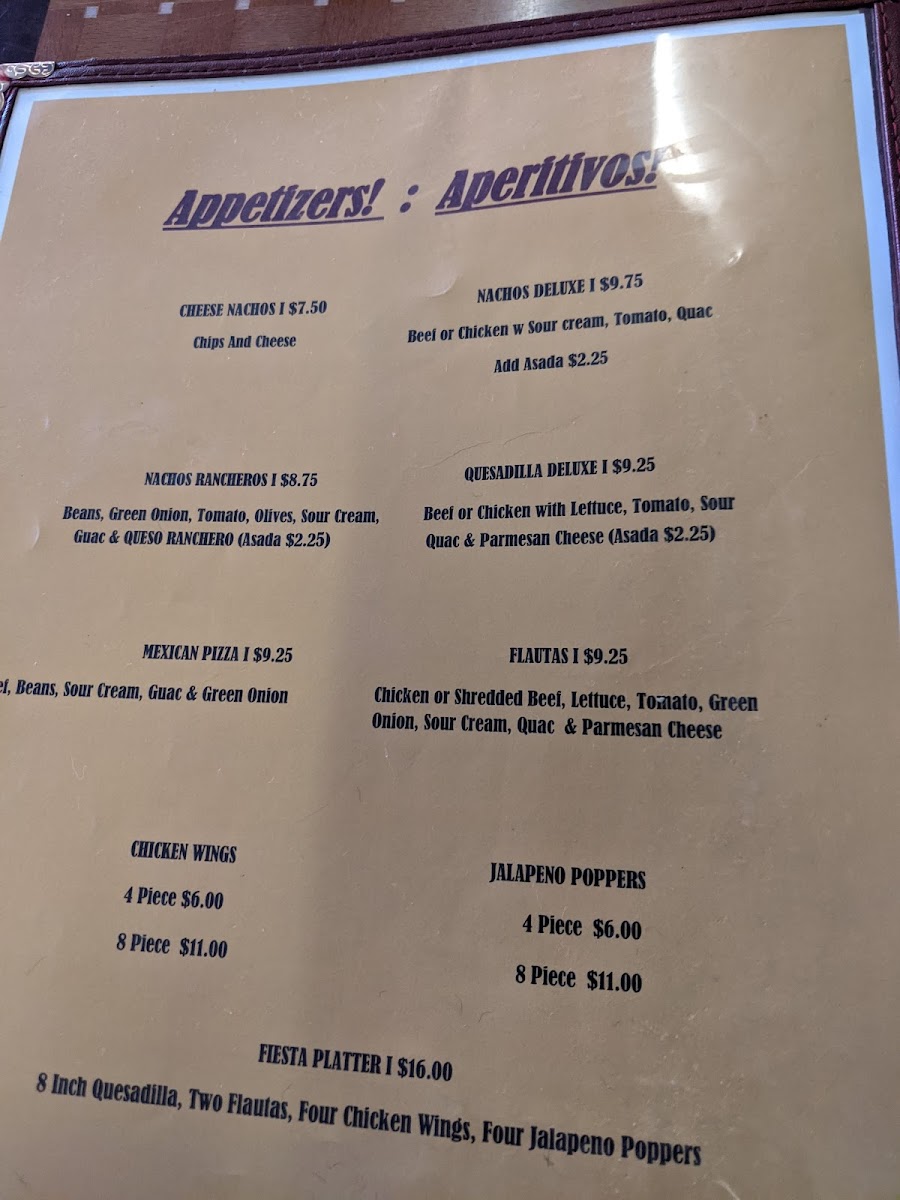 Appetizers! : Aperitivos!
CHEESE NACHOS I $7.50
Chips And Cheese
NACHOS DELUXE I $9.75
Beef or Chicken w Sour cream, Tomato, Quac
Add Asada $2.25
NACHOS RANCHEROS I $8.75
Beans, Green Onion, Tomato, Olives, Sour Cream,
Guac & QUESO RANCHERO (Asada $2.25)
QUESADILLA DELUXE I $9.25
Beef or Chicken with Lettuce, Tomato, Sour
Quac & Parmesan Cheese (Asada $2.25)
MEXICAN PIZZA I $9.25
Beans, Sour Cream, Guac & Green Onion
FLAUTAS I $9.25
Chicken or Shredded Beef, Lettuce, Tomato, Green
Onion, Sour Cream, Quac & Parmesan Cheese
CHICKEN WINGS
4 Piece $6.00
8 Piece $11.00
JALAPENO POPPERS
4 Piece $6.00
8 Piece $11.00
FIESTA PLATTER I $16.00
8 Inch Quesadilla, Two Flautas, Four Chicken Wings, Four Jalapeno Poppers